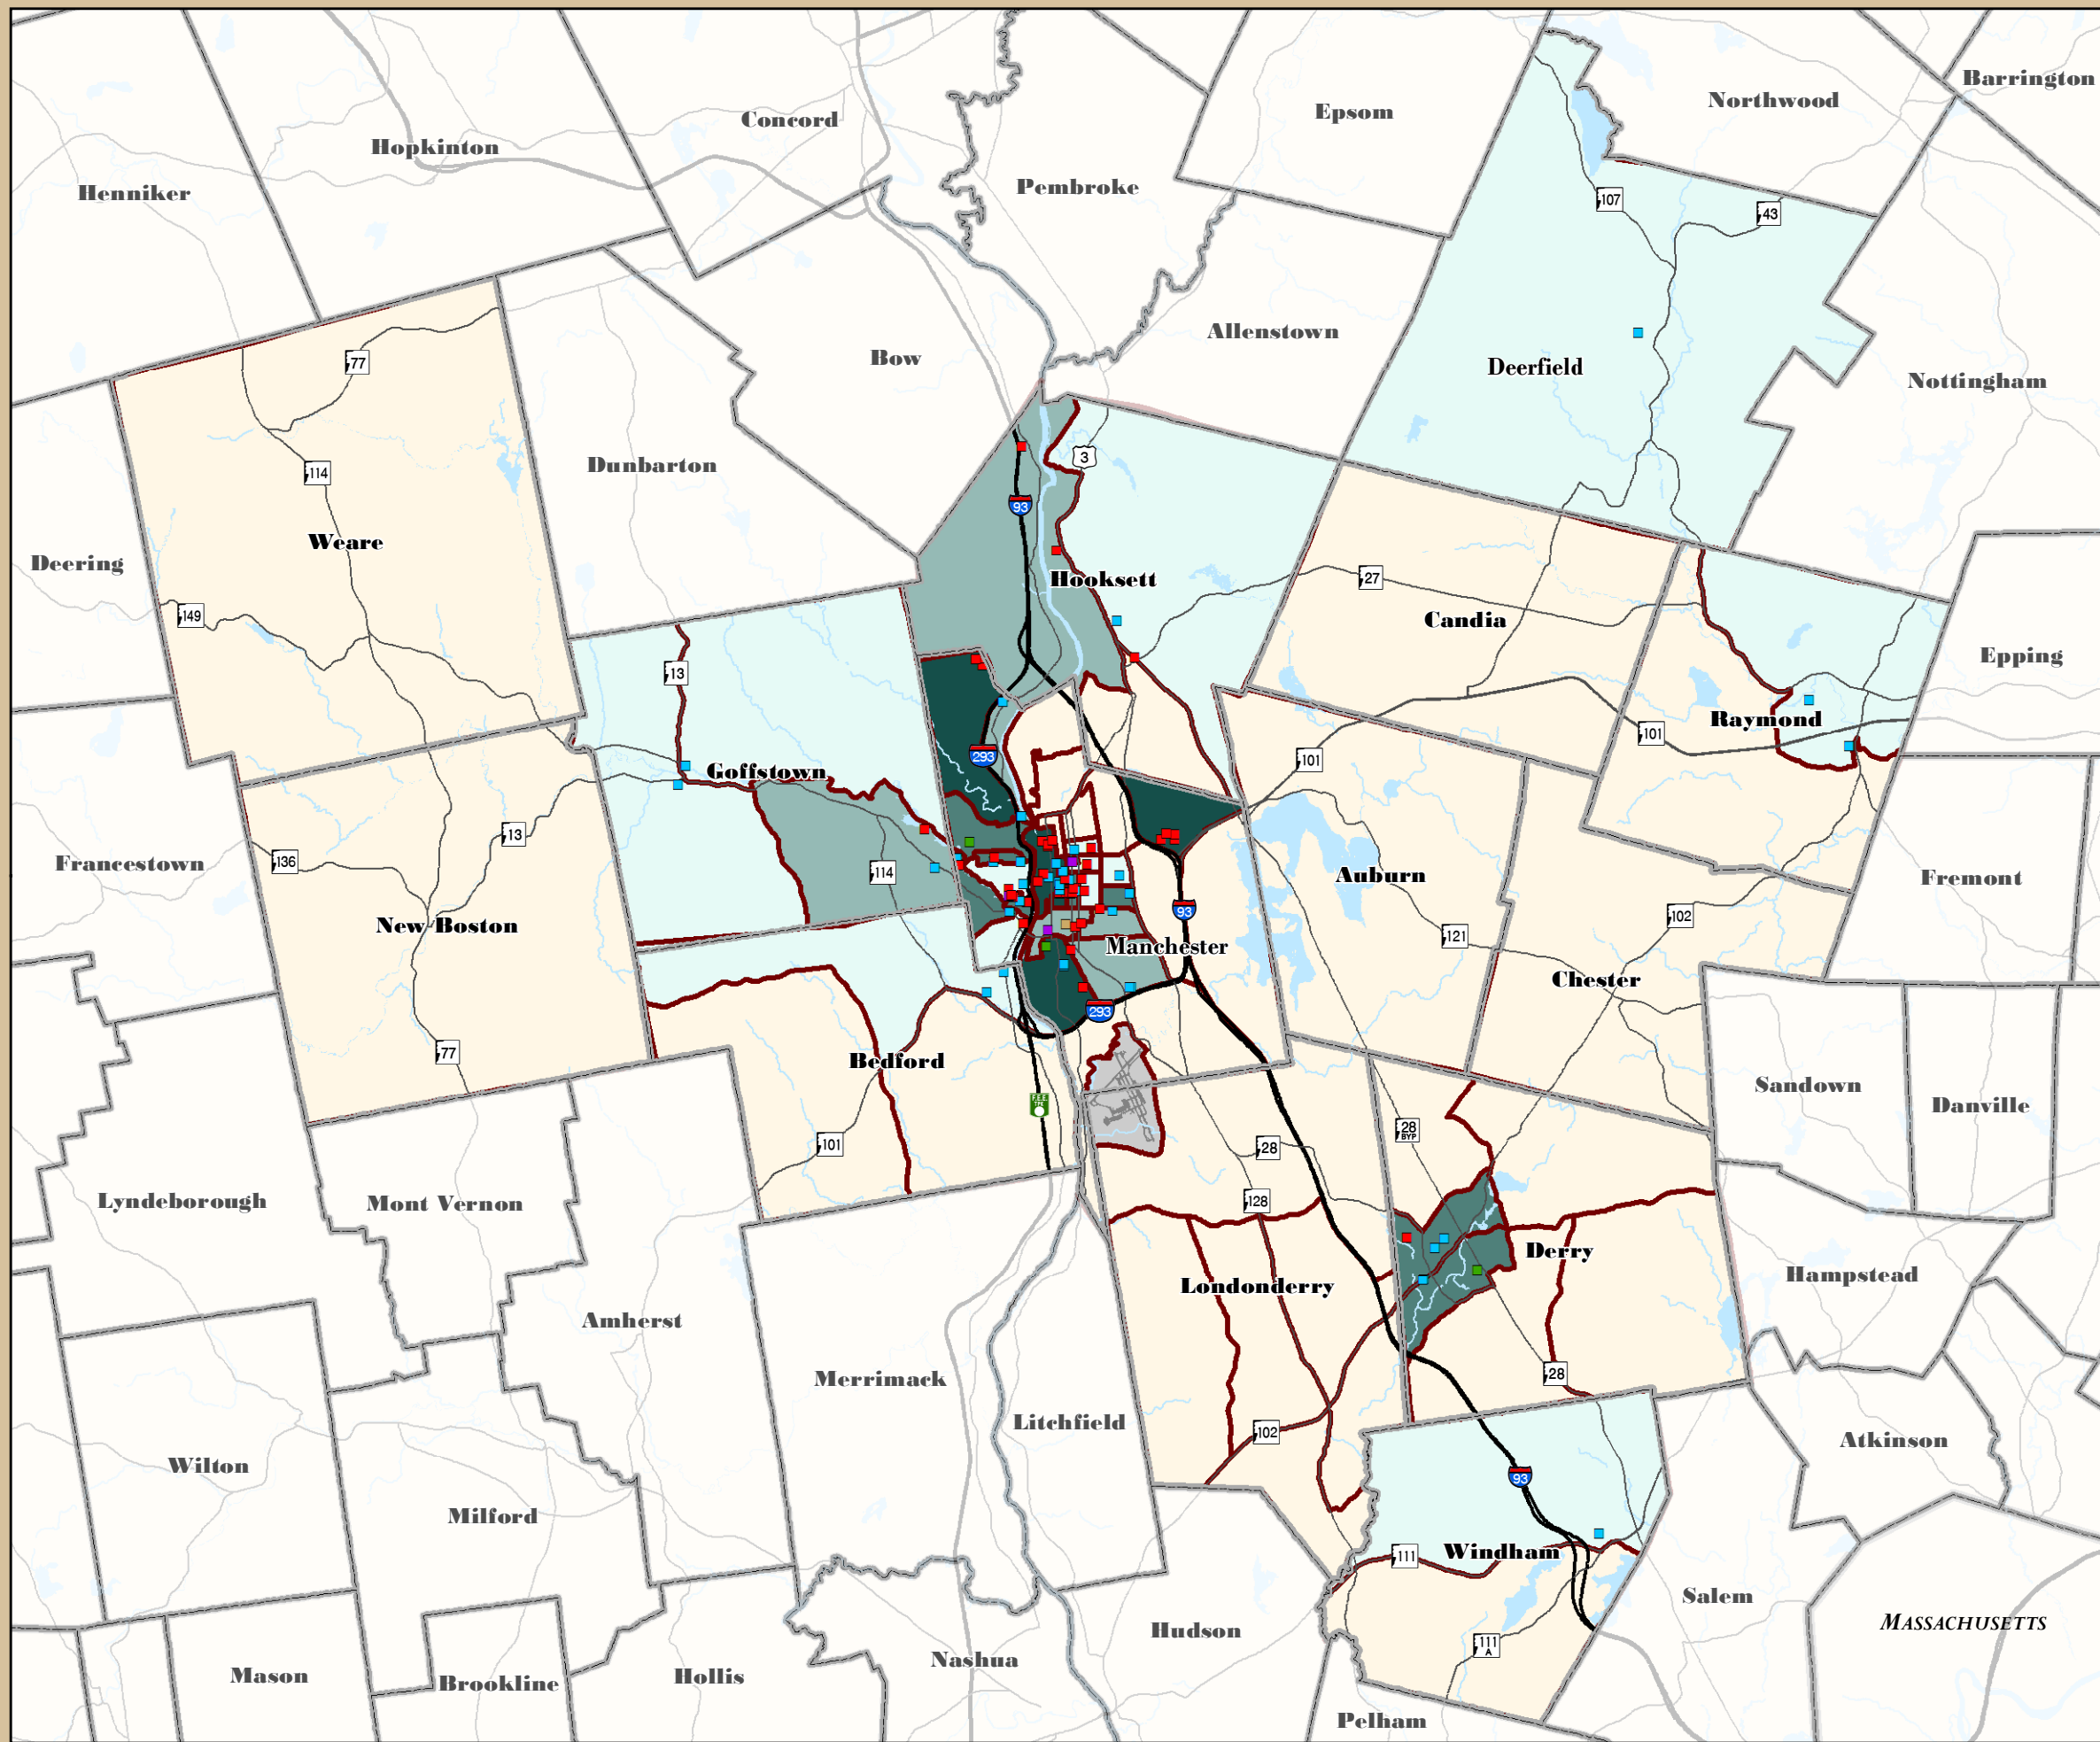 Barrington
Northwood
Epsom
Concord
Hopkinton
Henniker
Pembroke
107
43
Allenstown
Bow
77
Deerfield
Nottingham
3
Dunbarton
114
93
Weare
Deering
Hooksett
27
149
Candia
Epping
13
Raymond
101
293
101
Goffstown
13
136
Francestown
114
Auburn
Fremont
93
102
New Boston
121
Manchester
Chester
293
77
Bedford
Sandown
Danville
F.E.E.
TPK
28
BYP
101
28
128
Lyndeborough
Mont Vernon
Derry
Hampstead
Londonderry
Amherst
28
Merrimack
Litchfield
102
Atkinson
Wilton
93
Milford
111
Windham
Salem
MASSACHUSETTS
Hudson
111
A
Nashua
Mason
Brookline
Hollis
Pelham